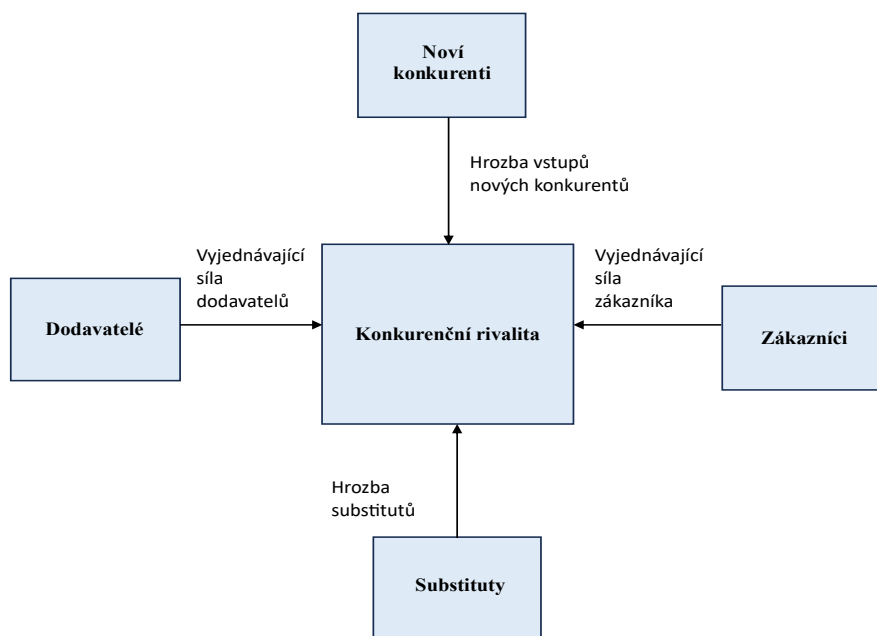 Noví
konkurenti
Hrozba vstupů
nových konkurentů
Vyjednávající
síla
dodavatelů
Vyjednávající
síla
zákazníka
Dodavatelé
Konkurenční rivalita
Zákazníci
Hrozba
substitutů
Substituty